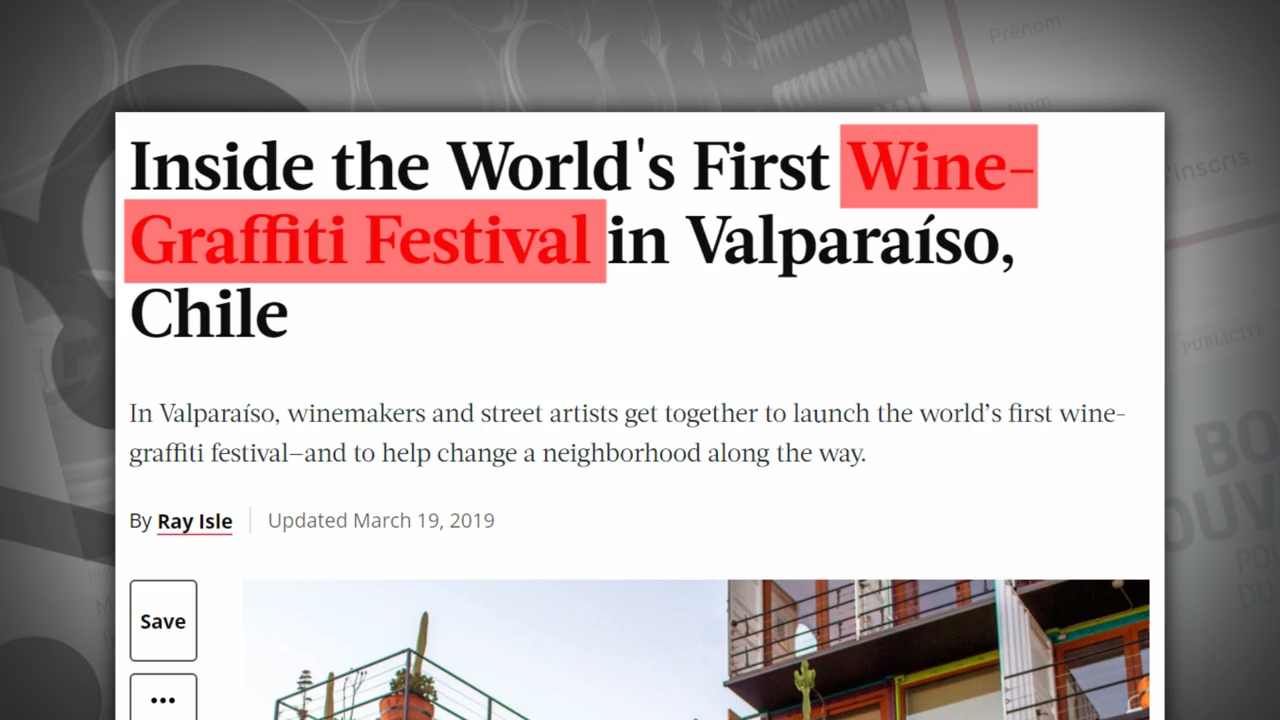 Inside the World's First Wine-
Graffiti Festival in Valparaíso,
Chile
In Valparaíso, winemakers and street artists get together to launch the world’s first wine-
graffiti festival—and to help change a neighborhood along the way.
By Ray Isle
Updated March 19, 2019
Save
•••
Prénom
Nom
PUBLICITÉ